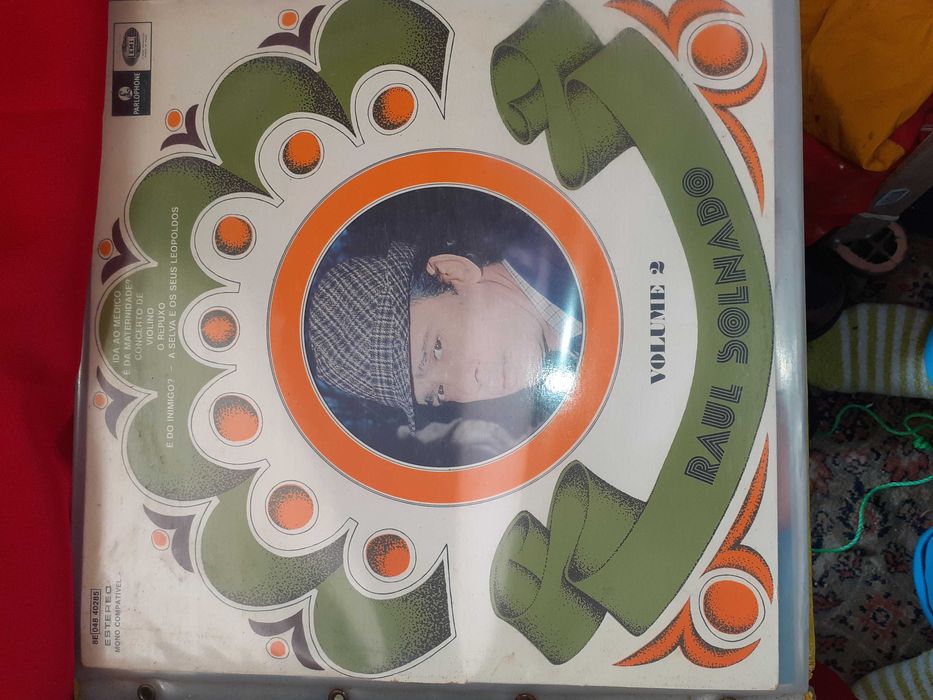 PARLOPHONE
EMI
IDA AO MÉDICO
É DA MATERNIDADE?
CONCERTO DE
VIOLINO
O REPUXO
É DO INIMIGO? - A SELVA E OS SEUS LEOPOLDOS
8E 048 40285
ESTEREO
MONO COMPATÍVEL
VOLUME 2
RAUL SOLNADO